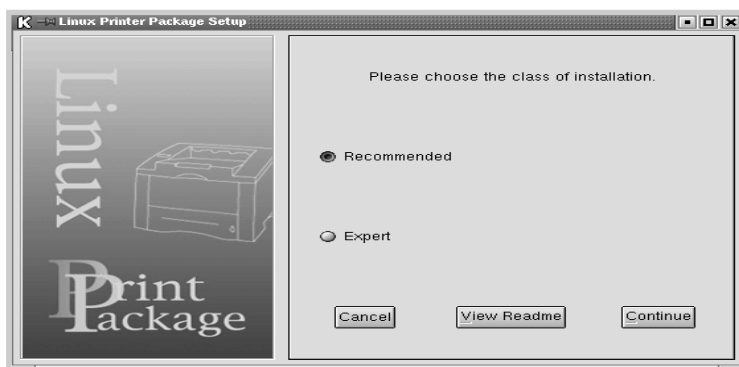 Linux Printer Package Setup
Linux
Print
Package
Please choose the class of installation.
Recommended
Expert
Cancel
View Readme
Continue